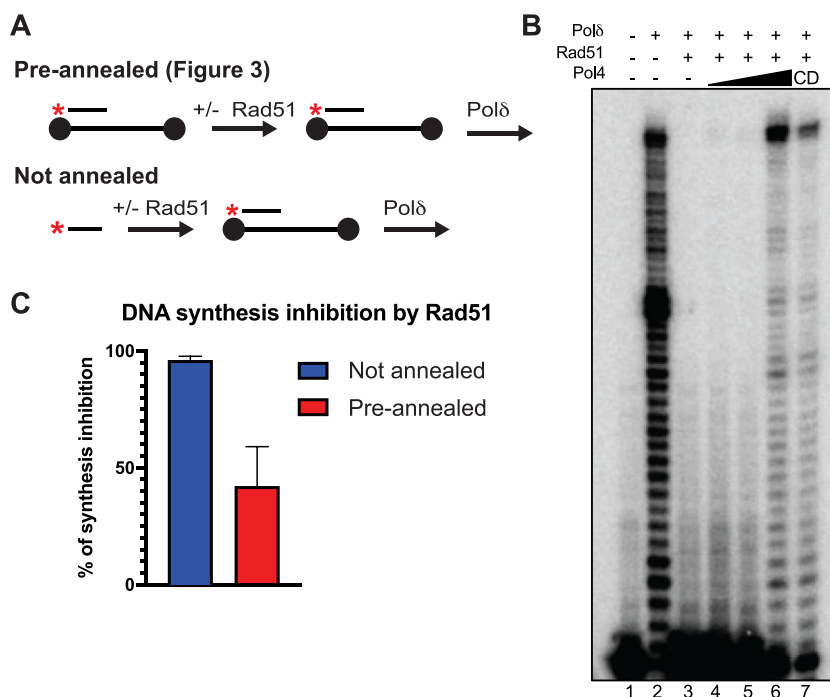 A
Pre-annealed (Figure 3)
* +/- Rad51 * Polδ
Not annealed
* +/- Rad51 * Polδ
B
Polδ - + + + + + +
Rad51 - - + + + + +
Pol4 - - - CD
1 2 3 4 5 6 7
C
DNA synthesis inhibition by Rad51
% of synthesis inhibition
100
50
0
Not annealed
Pre-annealed